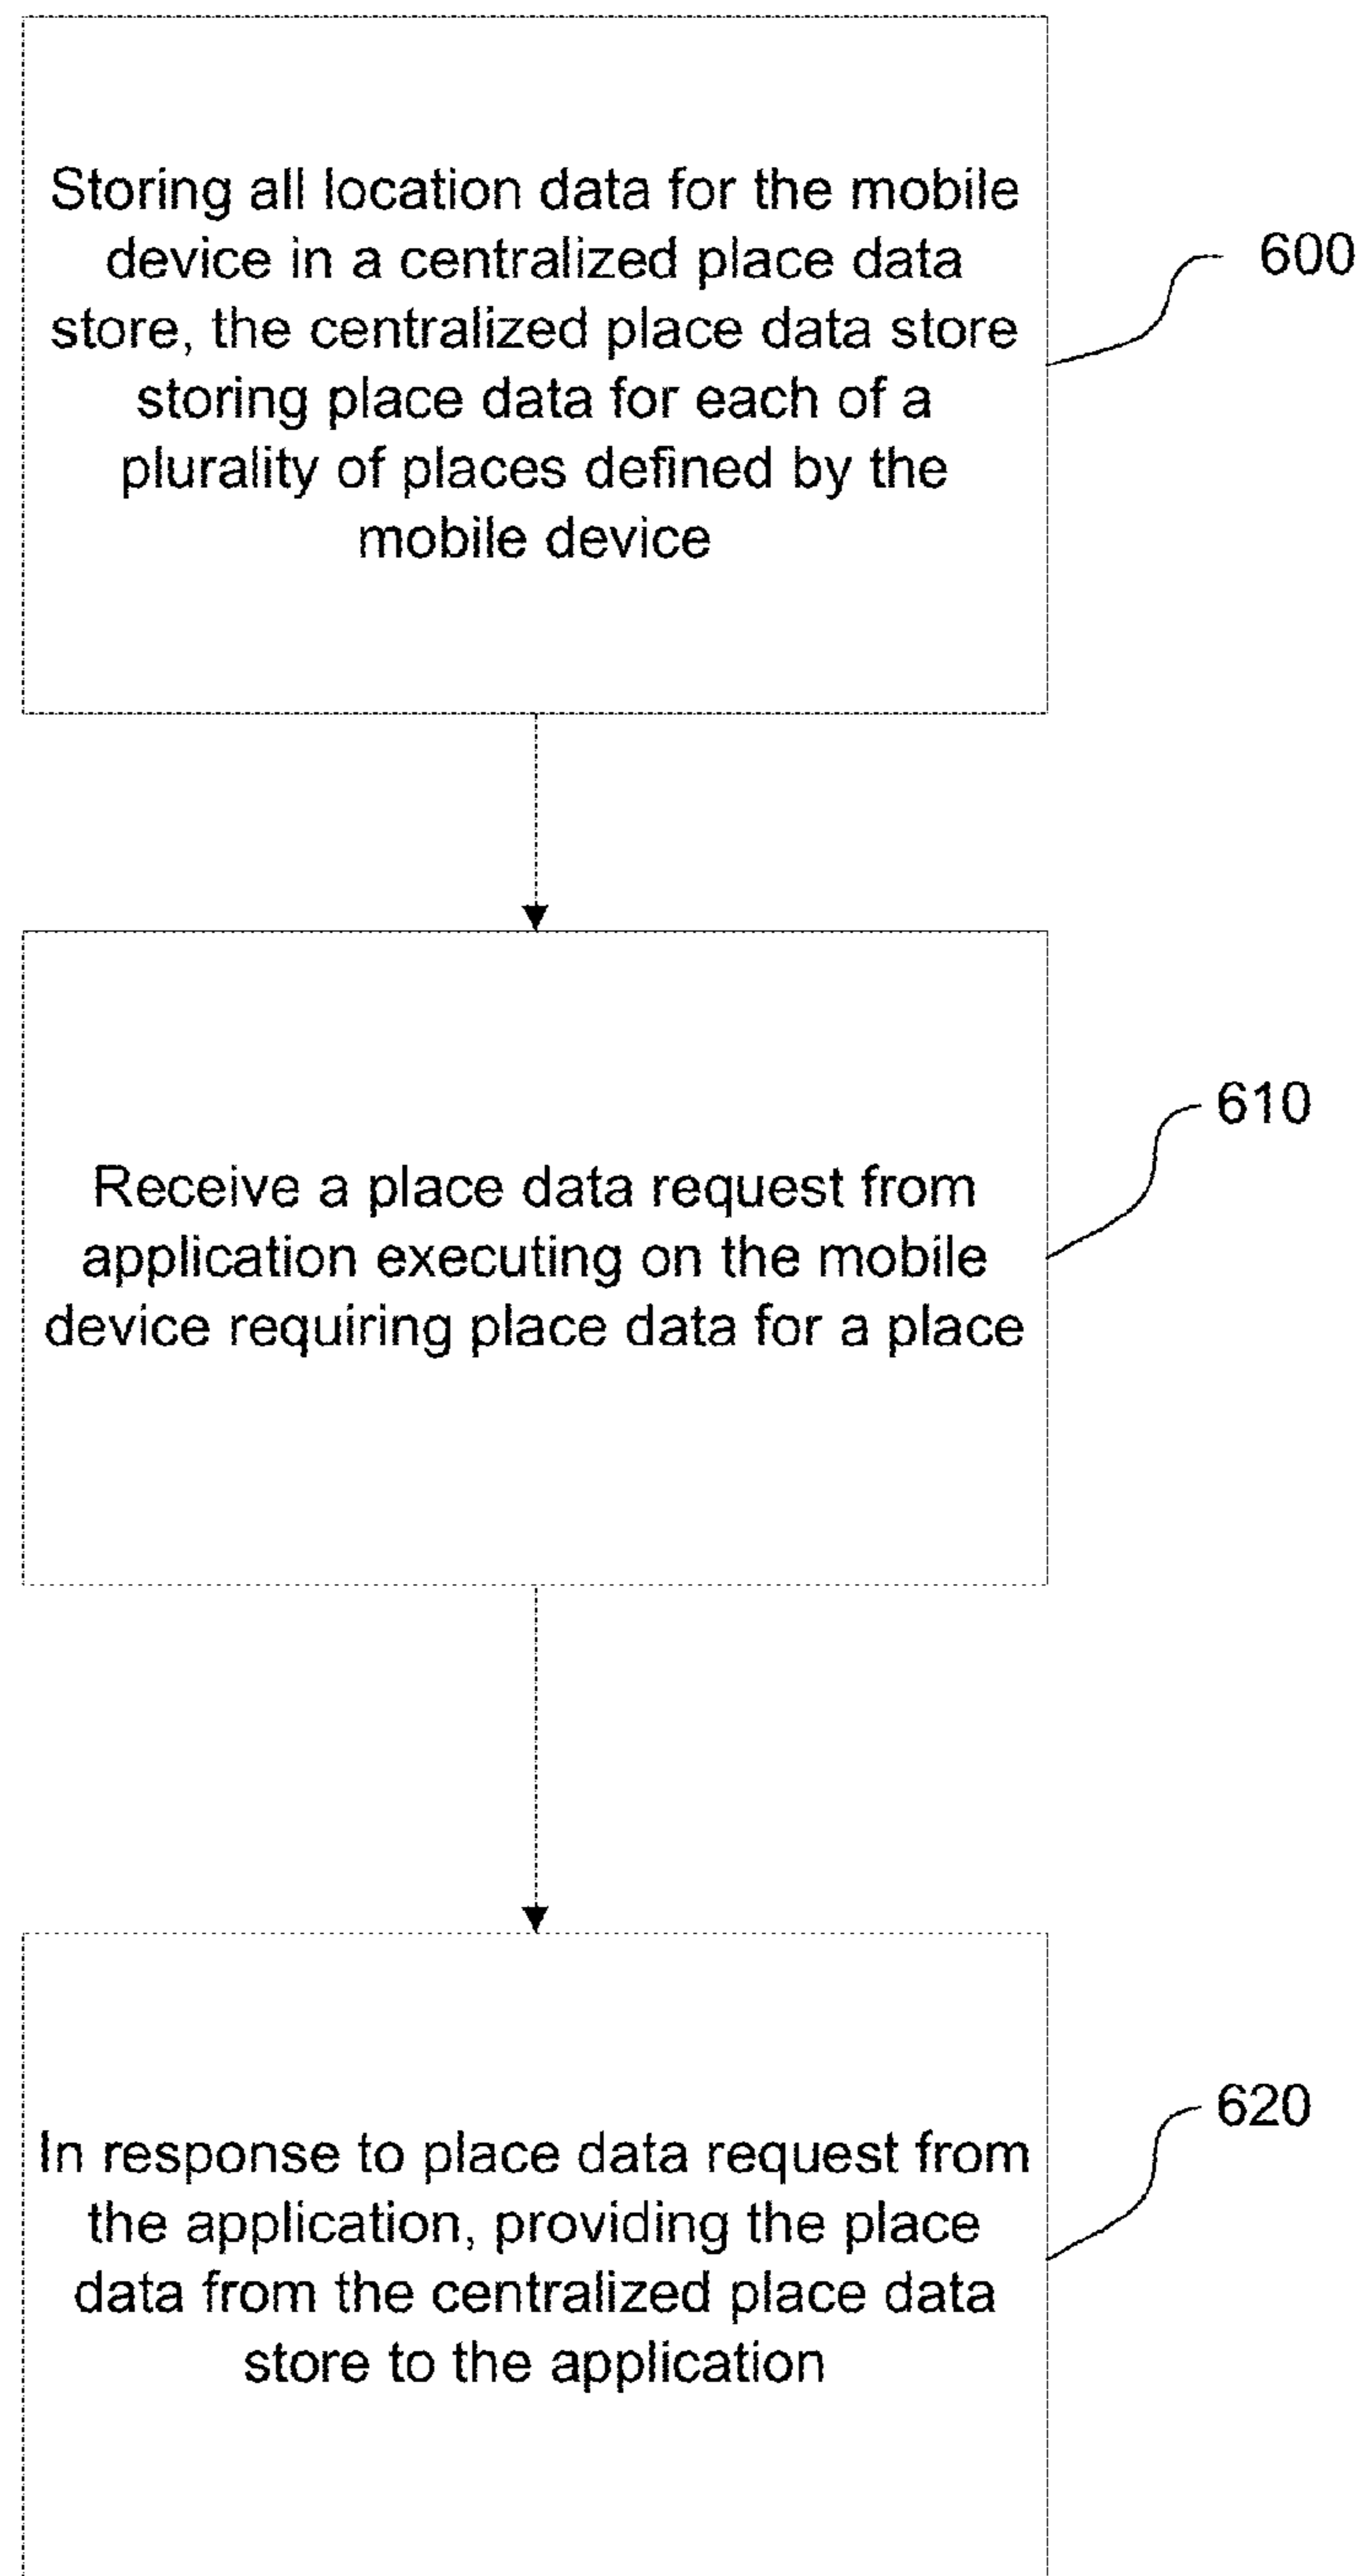 Storing all location data for the mobile
device in a centralized place data
store, the centralized place data store
storing place data for each of a
plurality of places defined by the
mobile device
600
Receive a place data request from
application executing on the mobile
device requiring place data for a place
610
In response to place data request from
the application, providing the place
data from the centralized place data
store to the application
620